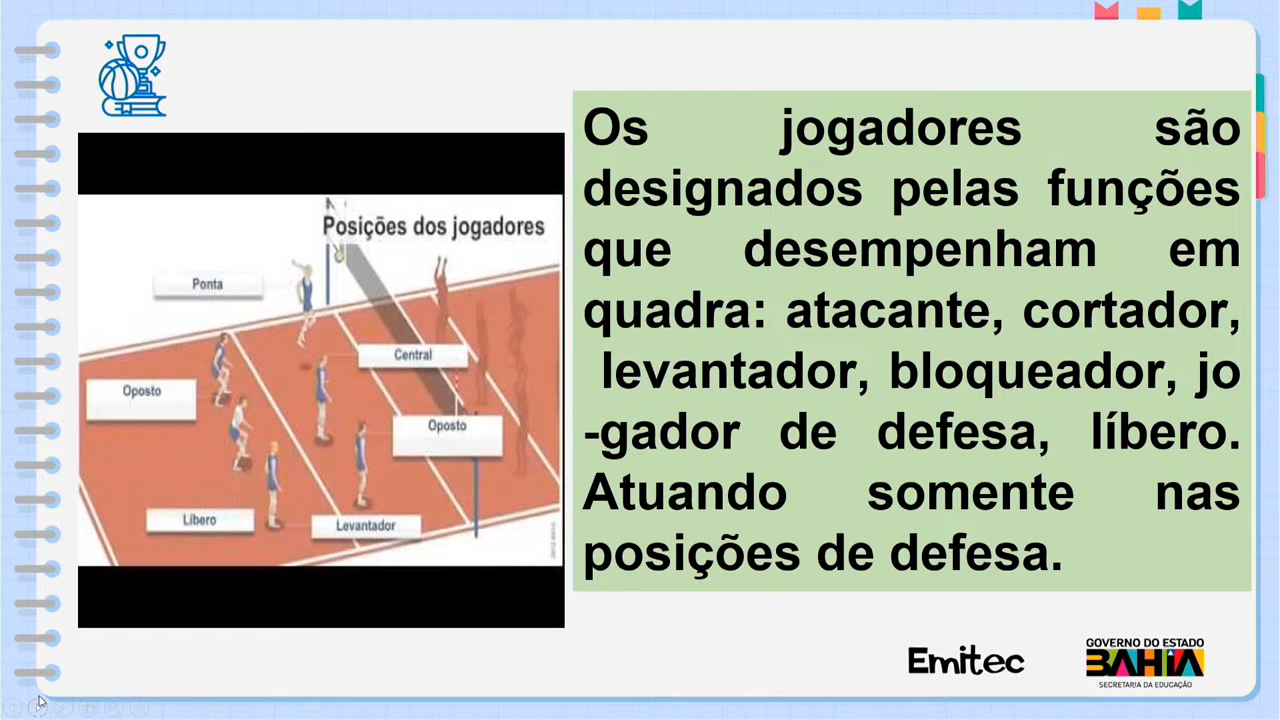 Posições dos jogadores
Ponta
Central
Oposto
Oposto
Líbero
Levantador
Os jogadores são
designados pelas funções
que desempenham em
quadra: atacante, cortador,
levantador, bloqueador, jo
-gador de defesa, líbero.
Atuando somente nas
posições de defesa.
Emitec
GOVERNO DO ESTADO
BAHIA
SECRETARIA DA EDUCAÇÃO